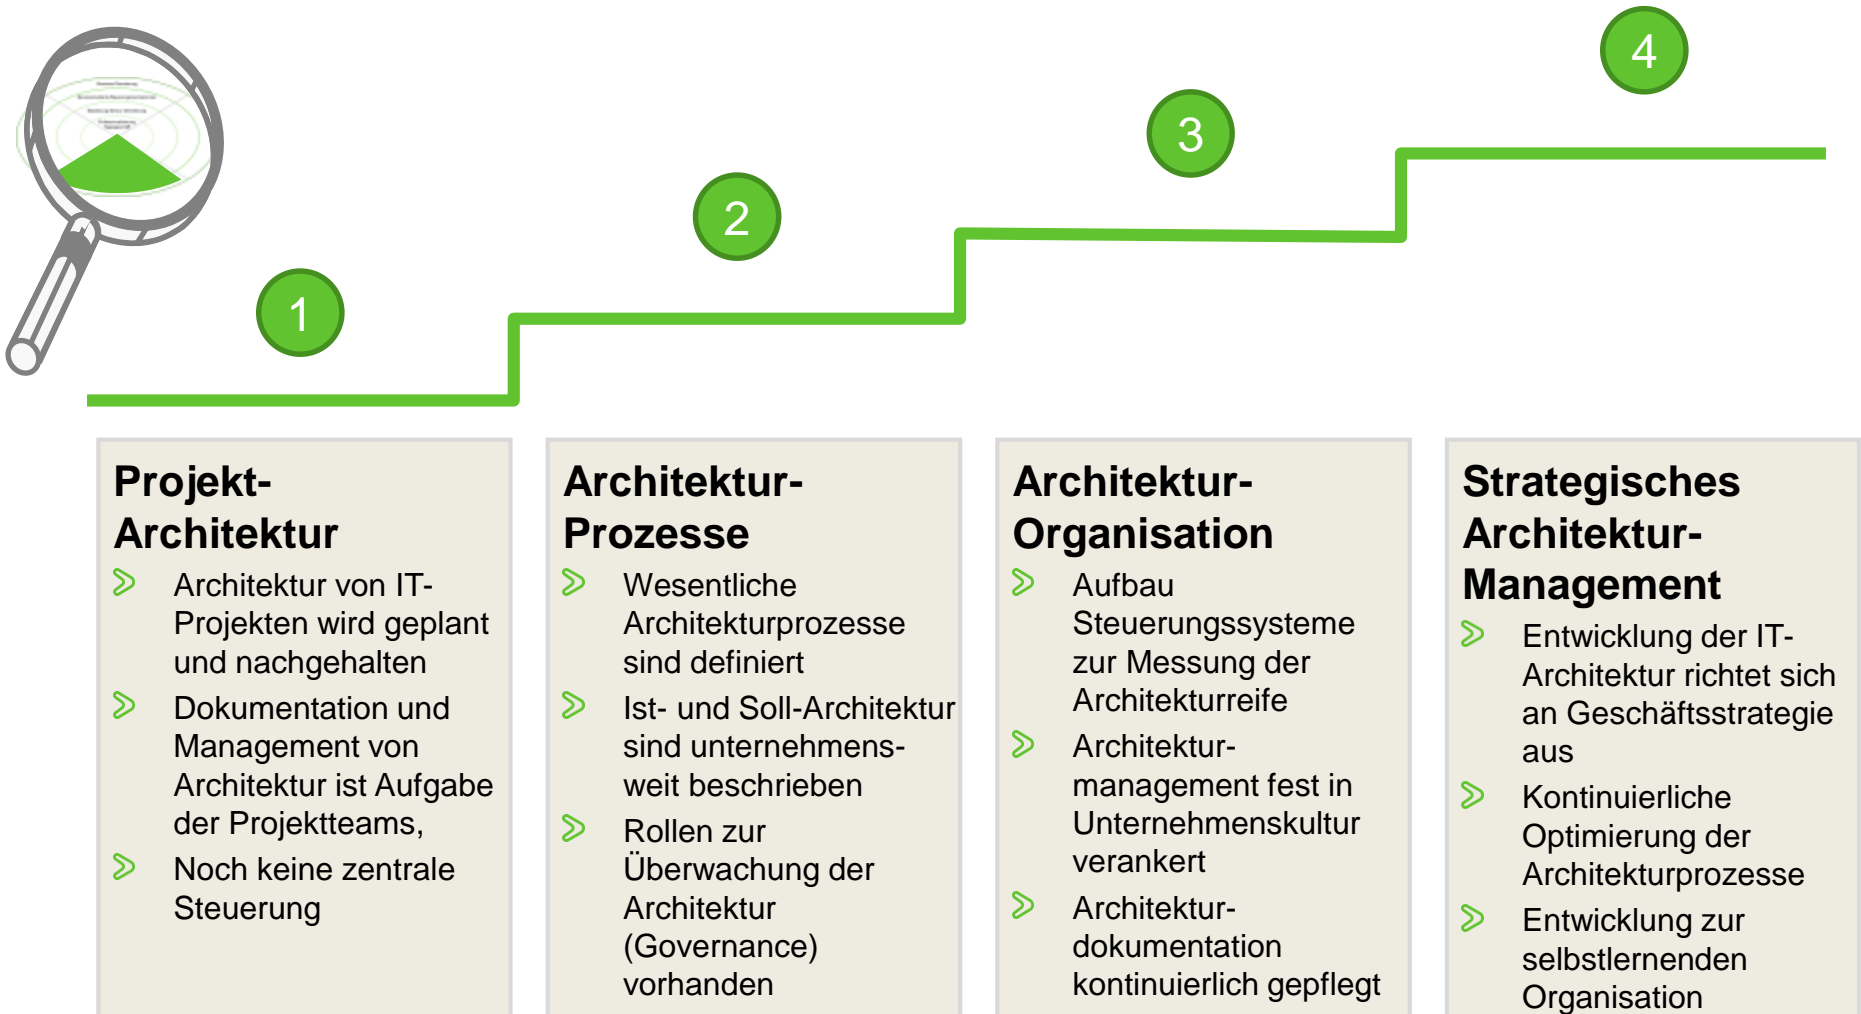 1
2
3
4
Projekt-
Architektur
Architektur von IT-
Projekten wird geplant
und nachgehalten
Dokumentation und
Management von
Architektur ist Aufgabe
der Projektteams,
Noch keine zentrale
Steuerung
Architektur-
Prozesse
Wesentliche
Architekturprozesse
sind definiert
Ist- und Soll-Architektur
sind unternehmens-
weit beschrieben
Rollen zur
Überwachung der
Architektur
(Governance)
vorhanden
Architektur-
Organisation
Aufbau
Steuerungssysteme
zur Messung der
Architekturreife
Architektur-
management fest in
Unternehmenskultur
verankert
Architektur-
dokumentation
kontinuierlich gepflegt
Strategisches
Architektur-
Management
Entwicklung der IT-
Architektur richtet sich
an Geschäftsstrategie
aus
Kontinuierliche
Optimierung der
Architekturprozesse
Entwicklung zur
selbstlernenden
Organisation